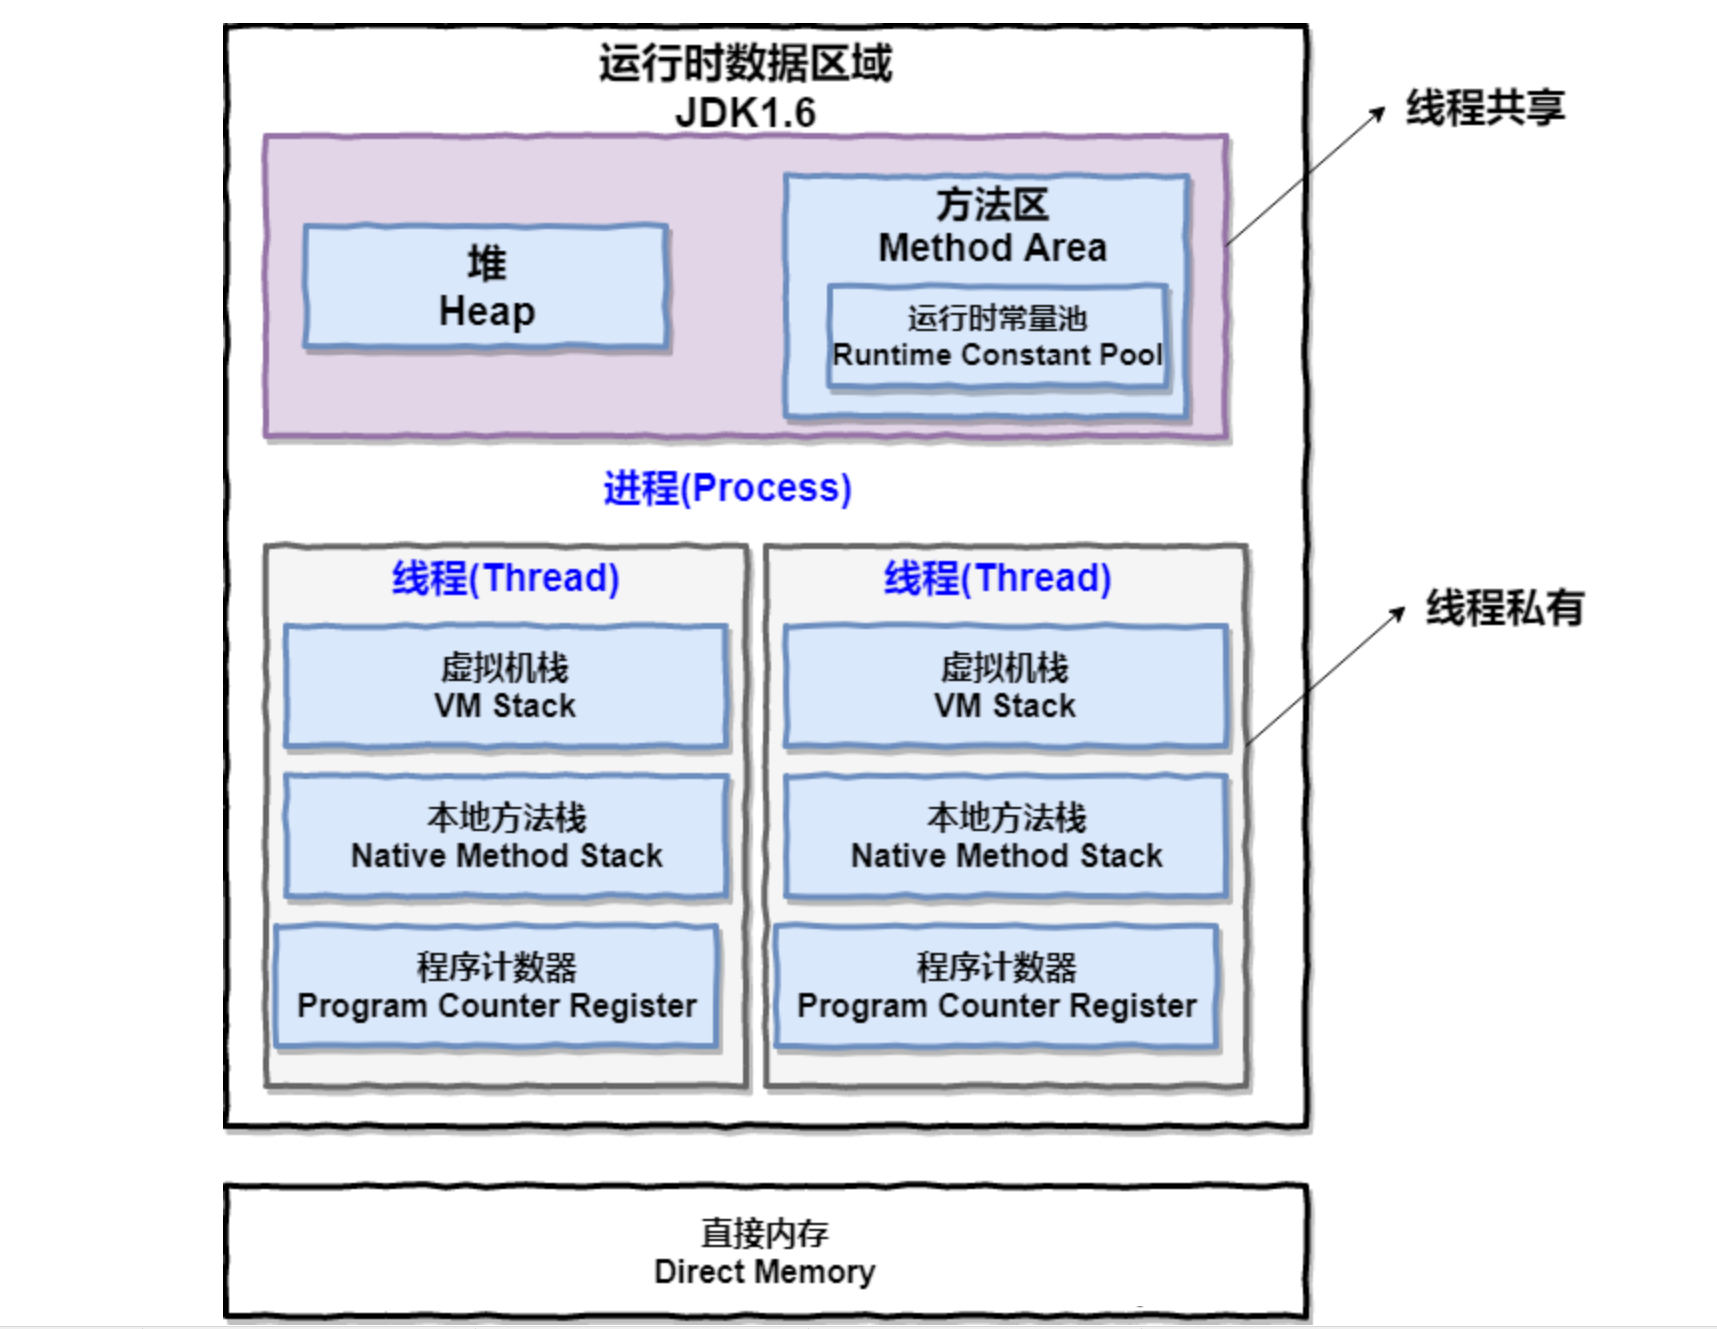 运行时数据区域
JDK1.6
线程共享
堆
Heap
方法区
Method Area
运行时常量池
Runtime Constant Pool
进程(Process)
线程(Thread)
虚拟机栈
VM Stack
本地方法栈
Native Method Stack
程序计数器
Program Counter Register
线程(Thread)
虚拟机栈
VM Stack
本地方法栈
Native Method Stack
程序计数器
Program Counter Register
线程私有
直接内存
Direct Memory